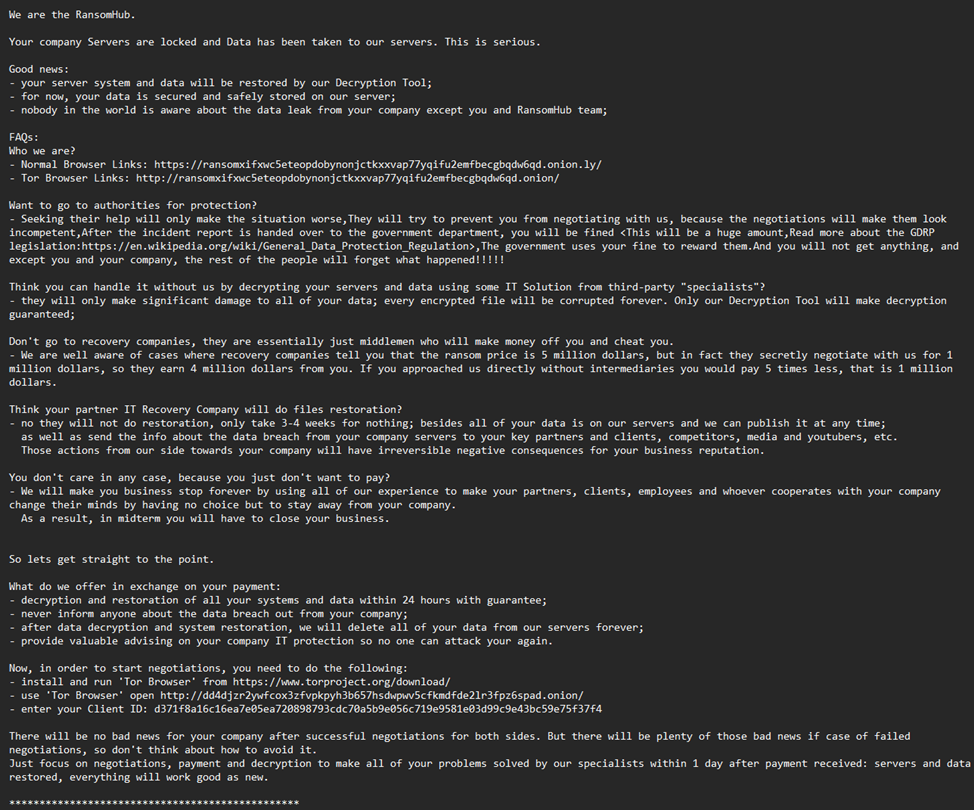 We are the RansomHub.
Your company Servers are locked and Data has been taken to our servers. This is serious.
Good news:
- your server system and data will be restored by our Decryption Tool;
- for now, your data is secured and safely stored on our server;
- nobody in the world is aware about the data leak from your company except you and RansomHub team;
FAQs:
Who we are?
- Normal Browser Links: https://ransomxifxwc5eteopdobynonjctkxxvap77yqifu2emfbecgbqdw6qd.onion.ly/
- Tor Browser Links: http://ransomxifxwc5eteopdobynonjctkxxvap77yqifu2emfbecgbqdw6qd.onion/
Want to go to authorities for protection?
- Seeking their help will only make the situation worse,They will try to prevent you from negotiating with us, because the negotiations will make them look
incompetent,After the incident report is handed over to the government department, you will be fined <This will be a huge amount,Read more about the GDRP
legislation:https://en.wikipedia.org/wiki/General_Data_Protection_Regulation>,The government uses your fine to reward them.And you will not get anything, and
except you and your company, the rest of the people will forget what happened!!!!!
Think you can handle it without us by decrypting your servers and data using some IT Solution from third-party "specialists"?
- they will only make significant damage to all of your data; every encrypted file will be corrupted forever. Only our Decryption Tool will make decryption
guaranteed;
Don't go to recovery companies, they are essentially just middlemen who will make money off you and cheat you.
- We are well aware of cases where recovery companies tell you that the ransom price is 5 million dollars, but in fact they secretly negotiate with us for 1
million dollars, so they earn 4 million dollars from you. If you approached us directly without intermediaries you would pay 5 times less, that is 1 million
dollars.
Think your partner IT Recovery Company will do files restoration?
- no they will not do restoration, only take 3-4 weeks for nothing; besides all of your data is on our servers and we can publish it at any time;
as well as send the info about the data breach from your company servers to your key partners and clients, competitors, media and youtubers, etc.
Those actions from our side towards your company will have irreversible negative consequences for your business reputation.
You don't care in any case, because you just don't want to pay?
- We will make you business stop forever by using all of our experience to make your partners, clients, employees and whoever cooperates with your company
change their minds by having no choice but to stay away from your company.
As a result, in midterm you will have to close your business.
So lets get straight to the point.
What do we offer in exchange on your payment:
- decryption and restoration of all your systems and data within 24 hours with guarantee;
- never inform anyone about the data breach out from your company;
- after data decryption and system restoration, we will delete all of your data from our servers forever;
- provide valuable advising on your company IT protection so no one can attack your again.
Now, in order to start negotiations, you need to do the following:
- install and run 'Tor Browser' from https://www.torproject.org/download/
- use 'Tor Browser' open http://dd4djzr2ywfcox3zfvpkpyh3b657hsdwpwv5cfkmdfde2lr3fpz6spad.onion/
- enter your Client ID: d371f8a16c16ea7e05ea720898793cdc70a5b9e056c719e9581e03d99c9e43bc59e75f37f4
There will be no bad news for your company after successful negotiations for both sides. But there will be plenty of those bad news if case of failed
negotiations, so don't think about how to avoid it.
Just focus on negotiations, payment and decryption to make all of your problems solved by our specialists within 1 day after payment received: servers and data
restored, everything will work good as new.
************************************************